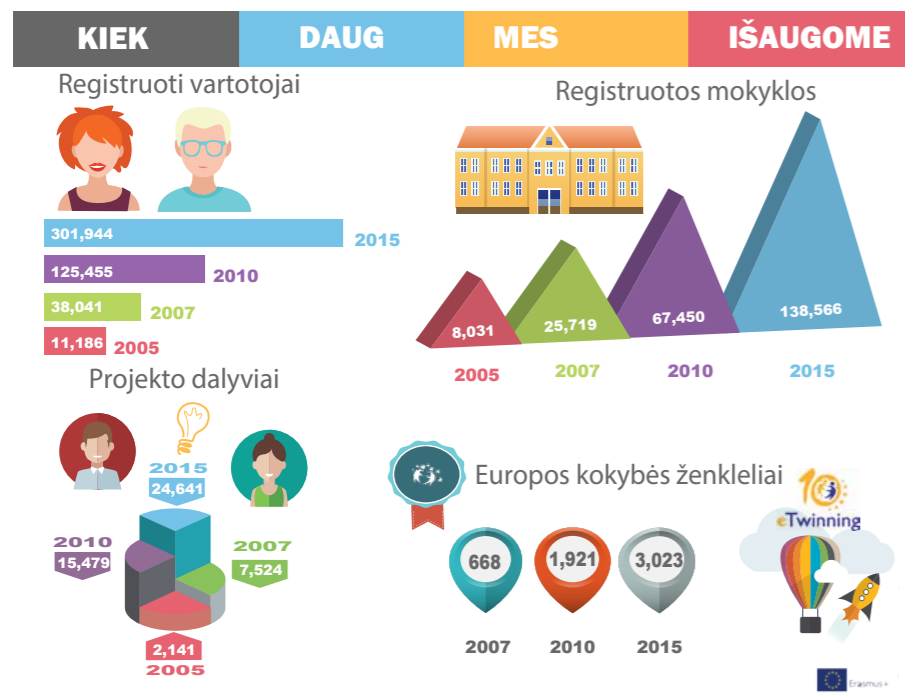 KIEK DAUG MES IŠAUGOME
Registruoti vartotojai
301,944 2015
125,455 2010
38,041 2007
11,186 2005
Registruotos mokyklos
8,031 25,719 67,450 138,566
2005 2007 2010 2015
Projekto dalyviai
2015
24,641
2010
15,479
2007
7,524
2,141
2005
Europos kokybės ženkleliai
668 1,921 3,023
2007 2010 2015
10
eTwinning
Erasmus+